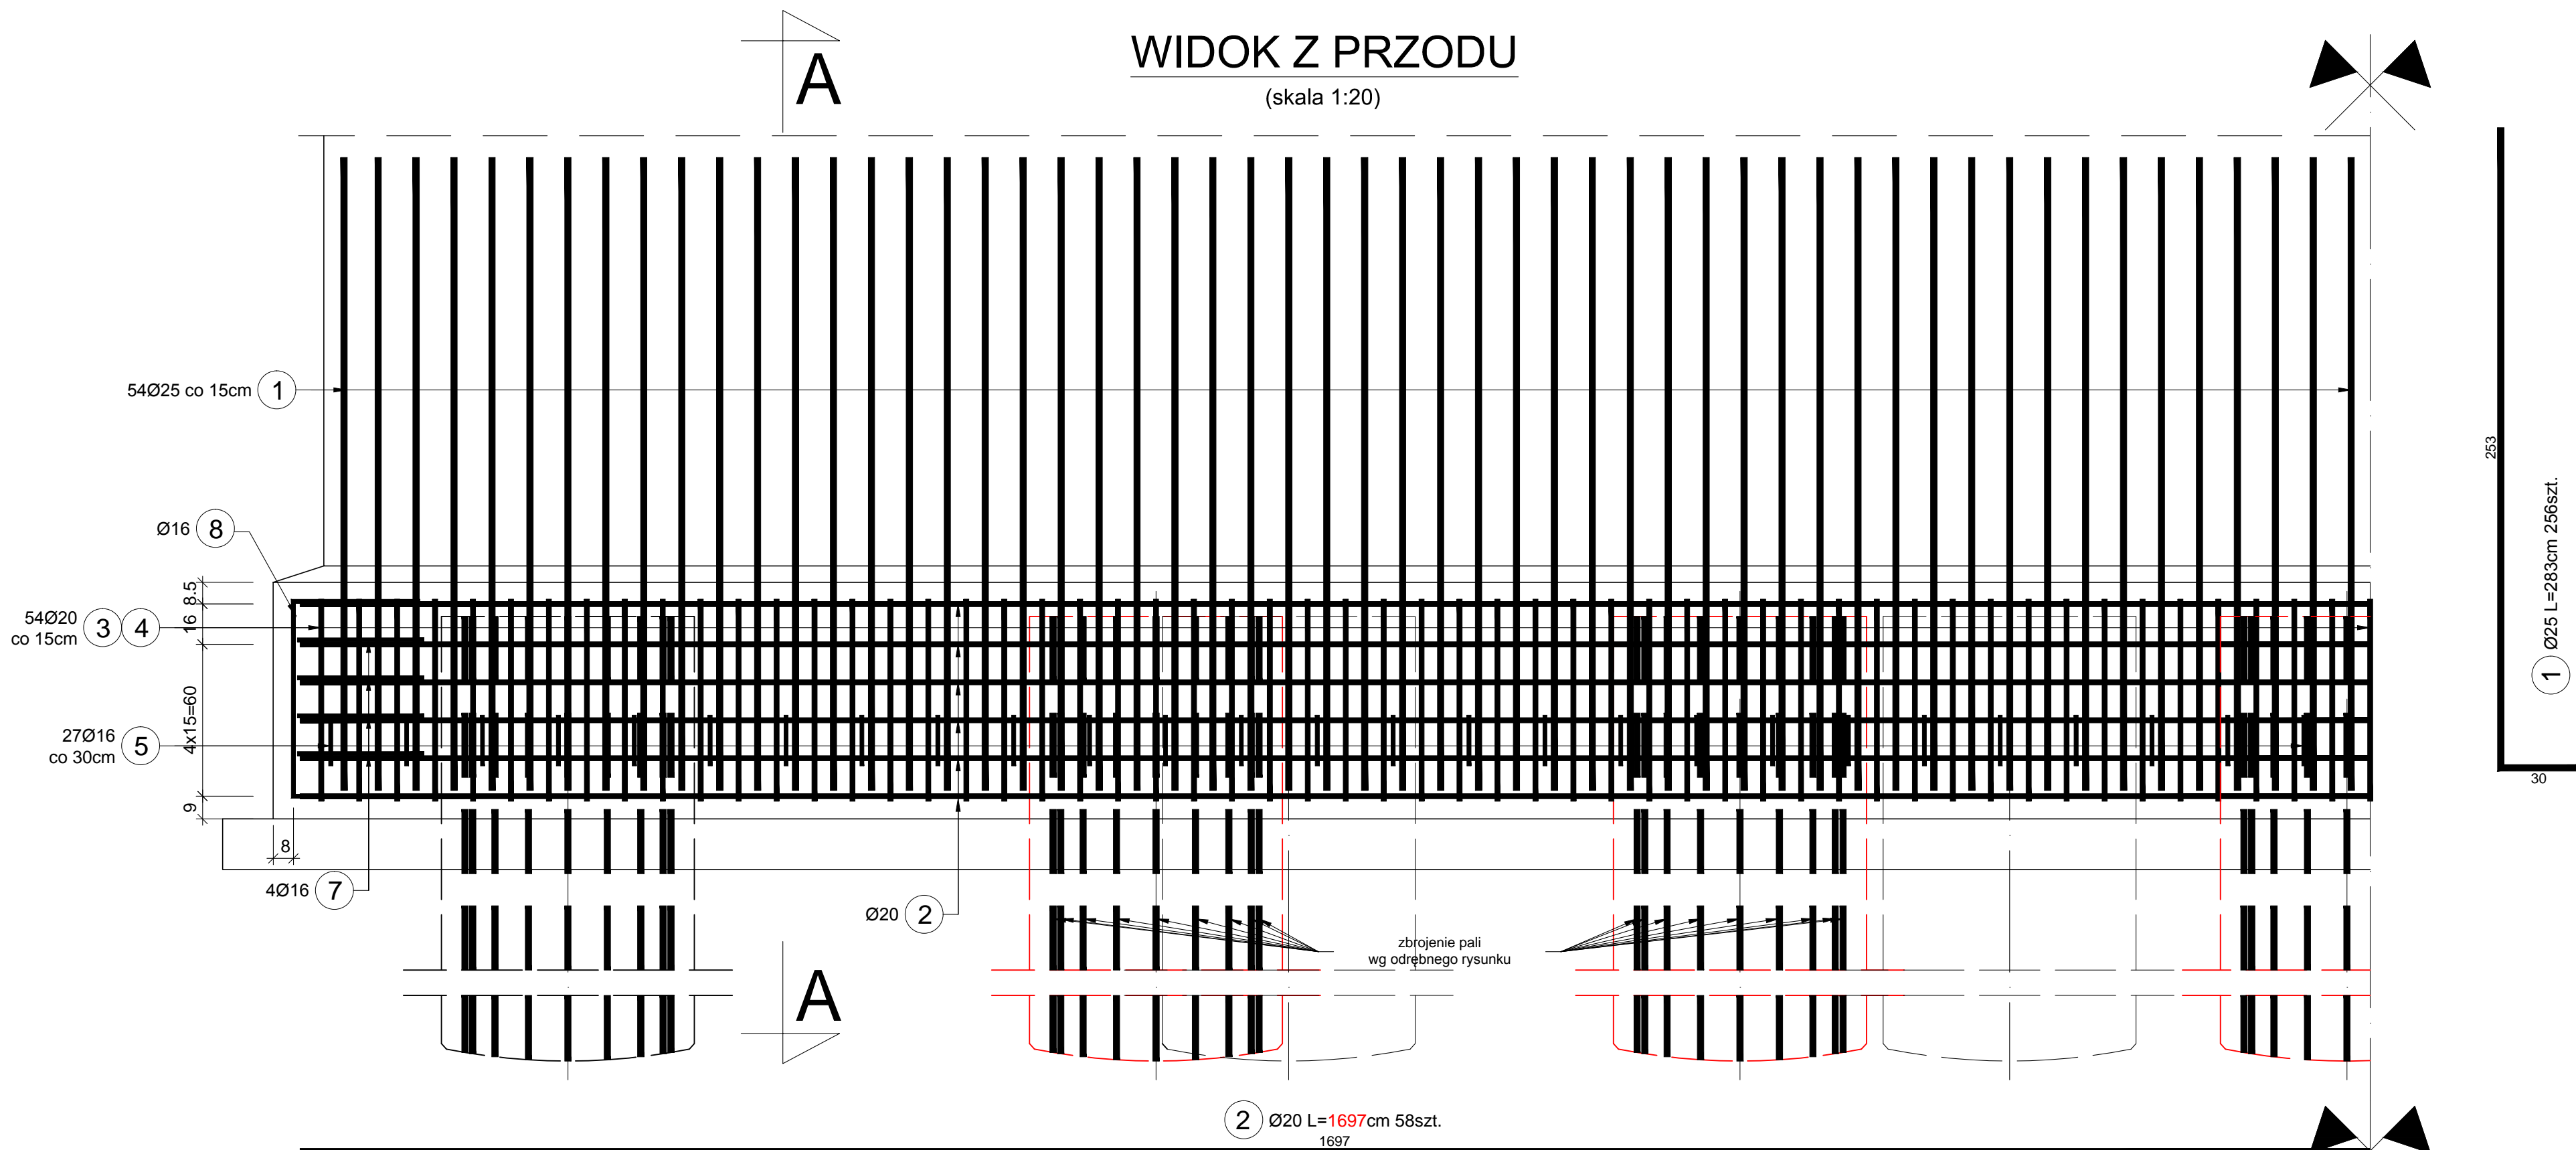 WIDOK Z PRZODU
(skala 1:20)
A
54Ø25 co 15cm 1
Ø16 8
8.5
16
4x15=60
9
8
54Ø20
co 15cm 3 4
27Ø16
co 30cm 5
4Ø16 7
Ø20 2
zbrojenie pali
wg odrębnego rysunku
A
2 Ø20 L=1697cm 58szt.
1697
253
30
1 Ø25 L=283cm 256szt.